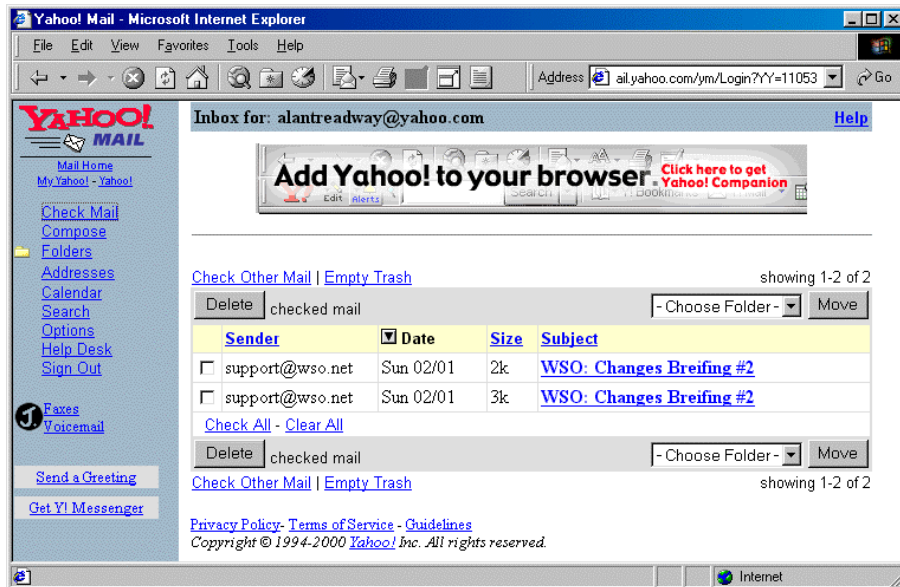 Yahoo! Mail - Microsoft Internet Explorer
File Edit View Favorites Tools Help
Address ail.yahoo.com/ym/Login?YY=11053 Go
YAHOO! MAIL
Mail Home
My Yahoo! - Yahoo!
Check Mail
Compose
Folders
Addresses
Calendar
Search
Options
Help Desk
Sign Out
Faxes
Voicemail
Send a Greeting
Get Y! Messenger
Inbox for: alantreadway@yahoo.com Help
Add Yahoo! to your browser. Click here to get
Yahoo! Companion
Edit Alerts Search Y! Bookmarks
Check Other Mail | Empty Trash showing 1-2 of 2
Delete checked mail - Choose Folder - Move
Sender Date Size Subject
support@wso.net Sun 02/01 2k WSO: Changes Breifing #2
support@wso.net Sun 02/01 3k WSO: Changes Breifing #2
Check All - Clear All
Delete checked mail - Choose Folder - Move
Check Other Mail | Empty Trash showing 1-2 of 2
Privacy Policy- Terms of Service - Guidelines
Copyright © 1994-2000 Yahoo! Inc. All rights reserved.
Internet